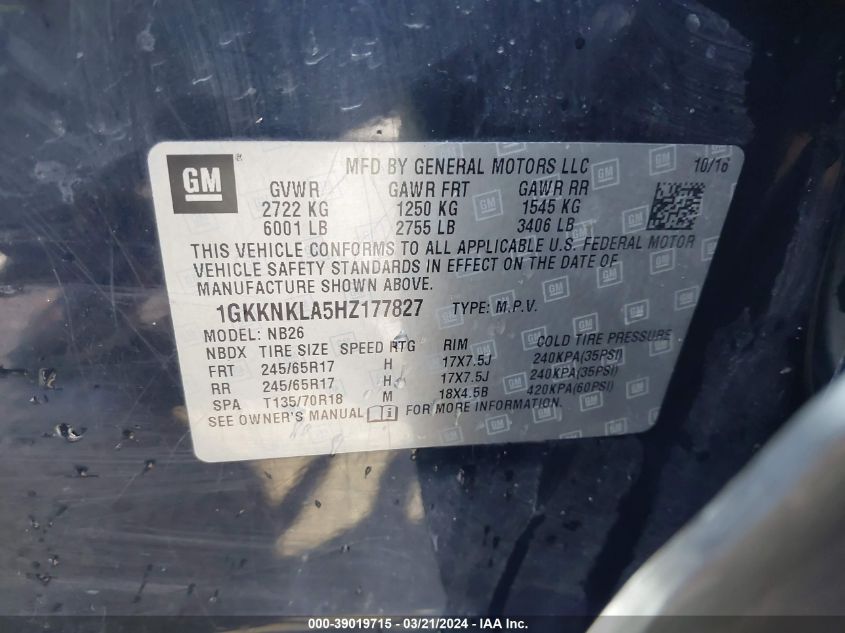 GM MFD BY GENERAL MOTORS LLC 10/16
GVWR GAWR FRT GAWR RR
2722 KG 1250 KG 1545 KG
6001 LB 2755 LB 3406 LB
THIS VEHICLE CONFORMS TO ALL APPLICABLE U.S. FEDERAL MOTOR
VEHICLE SAFETY STANDARDS IN EFFECT ON THE DATE OF
MANUFACTURE SHOWN ABOVE.
1GKKNKLA5HZ177827 TYPE: M.P.V.
MODEL: NB26
NBDX TIRE SIZE SPEED RTG RIM COLD TIRE PRESSURE
FRT 245/65R17 H 17X7.5J 240KPA(35PSI)
RR 245/65R17 H 17X7.5J 240KPA(35PSI)
SPA T135/70R18 M 18X4.5B 420KPA(60PSI)
SEE OWNER'S MANUAL i FOR MORE INFORMATION.
000-39019715 - 03/21/2024 - IAA Inc.